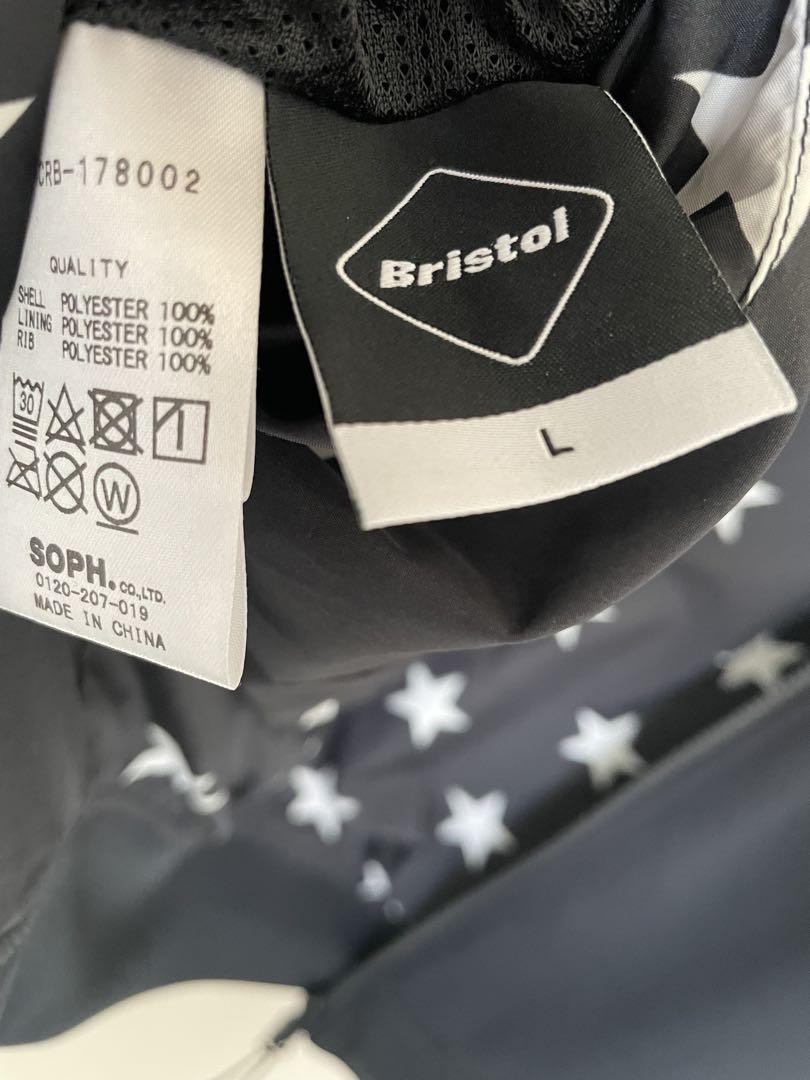 CRB-178002
QUALITY
SHELL POLYESTER 100%
LINING POLYESTER 100%
RIB POLYESTER 100%
30
W
SOPH.CO.,LTD.
0120-207-019
MADE IN CHINA
Bristol
L